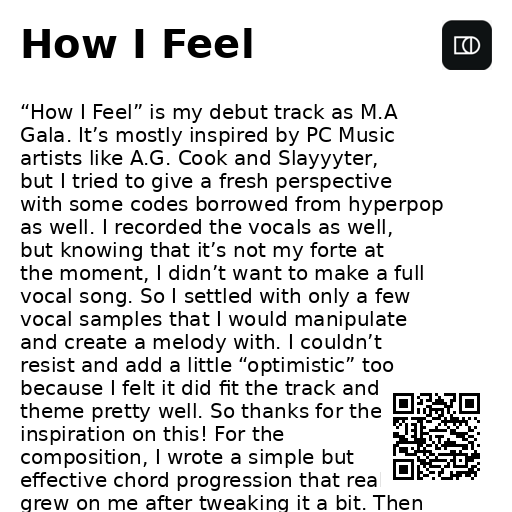 How I Feel
“How I Feel” is my debut track as M.A
Gala. It’s mostly inspired by PC Music
artists like A.G. Cook and Slayyyter,
but I tried to give a fresh perspective
with some codes borrowed from hyperpop
as well. I recorded the vocals as well,
but knowing that it’s not my forte at
the moment, I didn’t want to make a full
vocal song. So I settled with only a few
vocal samples that I would manipulate
and create a melody with. I couldn’t
resist and add a little “optimistic” too
because I felt it did fit the track and
theme pretty well. So thanks for the
inspiration on this! For the
composition, I wrote a simple but
effective chord progression that
grew on me after tweaking it a bit. Then